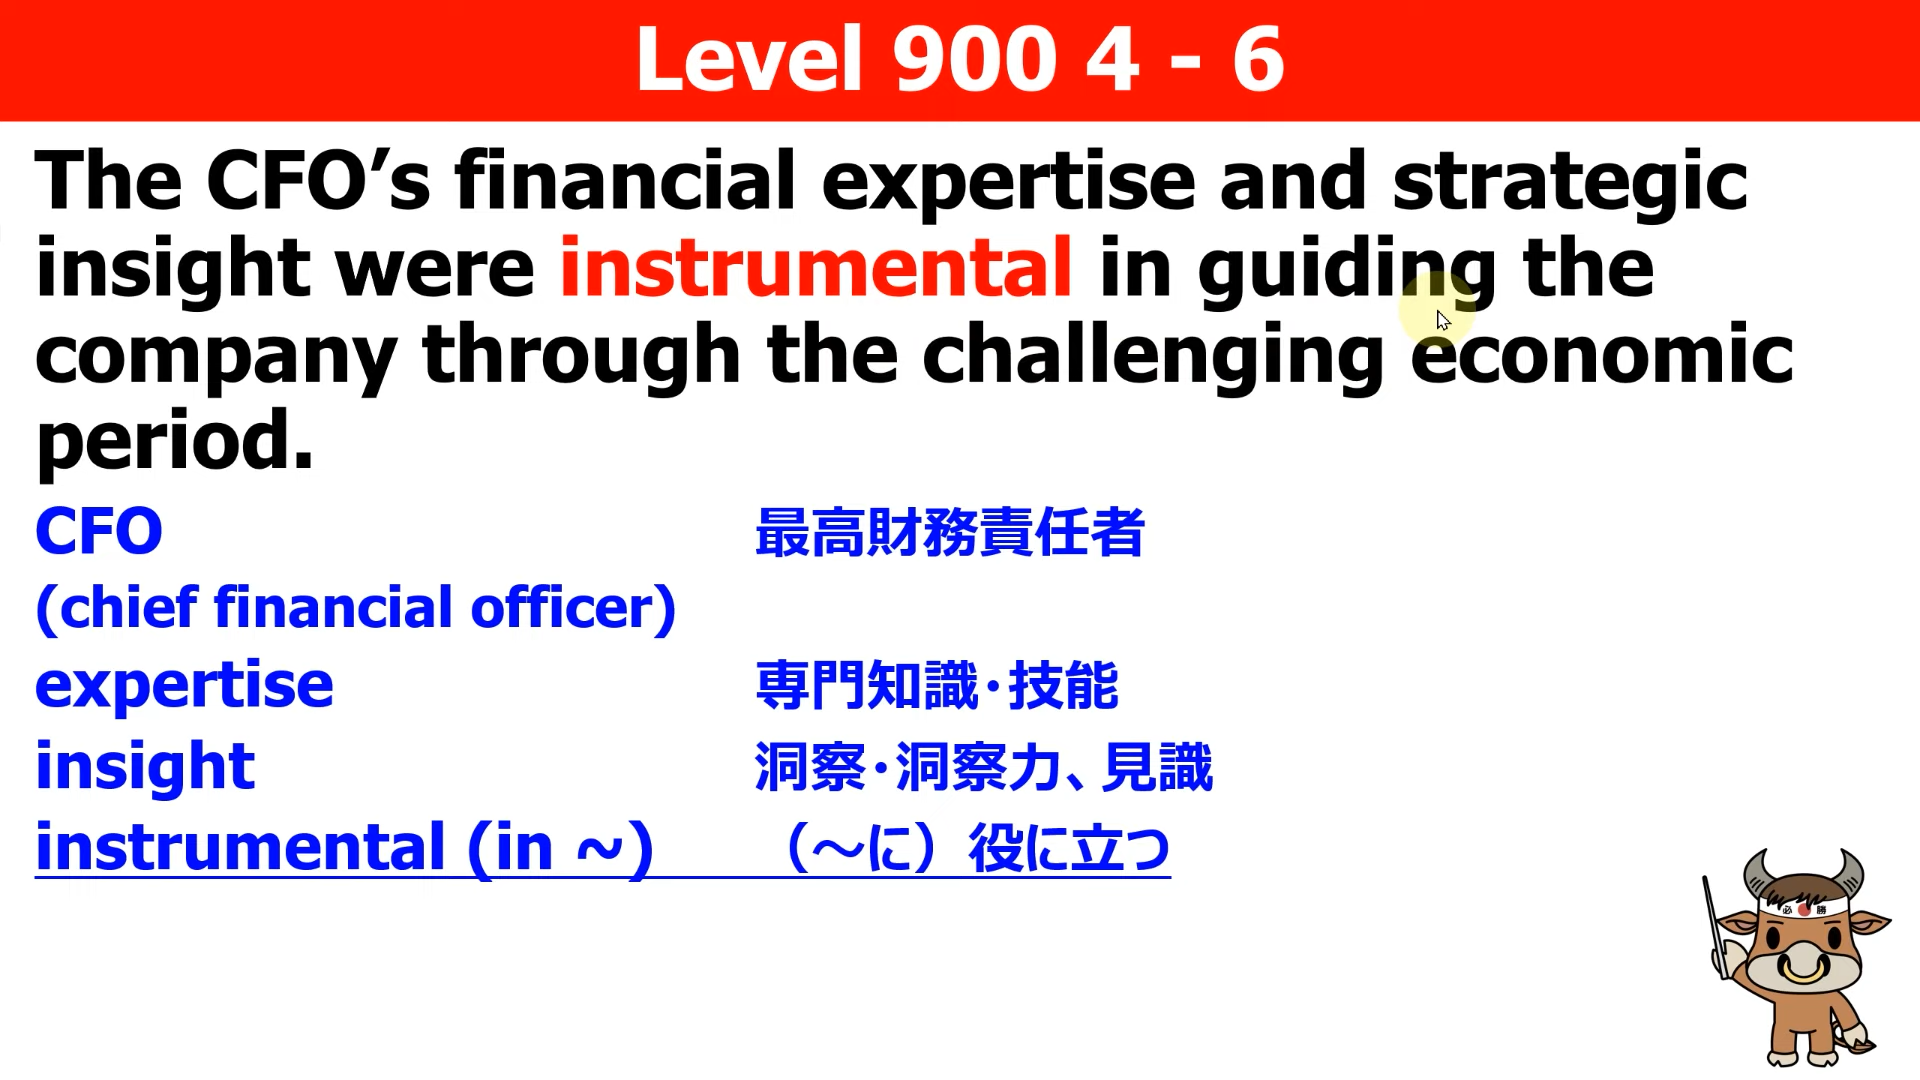 Level 900 4 - 6
The CFO’s financial expertise and strategic
insight were instrumental in guiding the
company through the challenging economic
period.
CFO 最高財務責任者
(chief financial officer)
expertise 専門知識・技能
insight 洞察・洞察力、見識
instrumental (in ~) （～に）役に立つ
必 勝